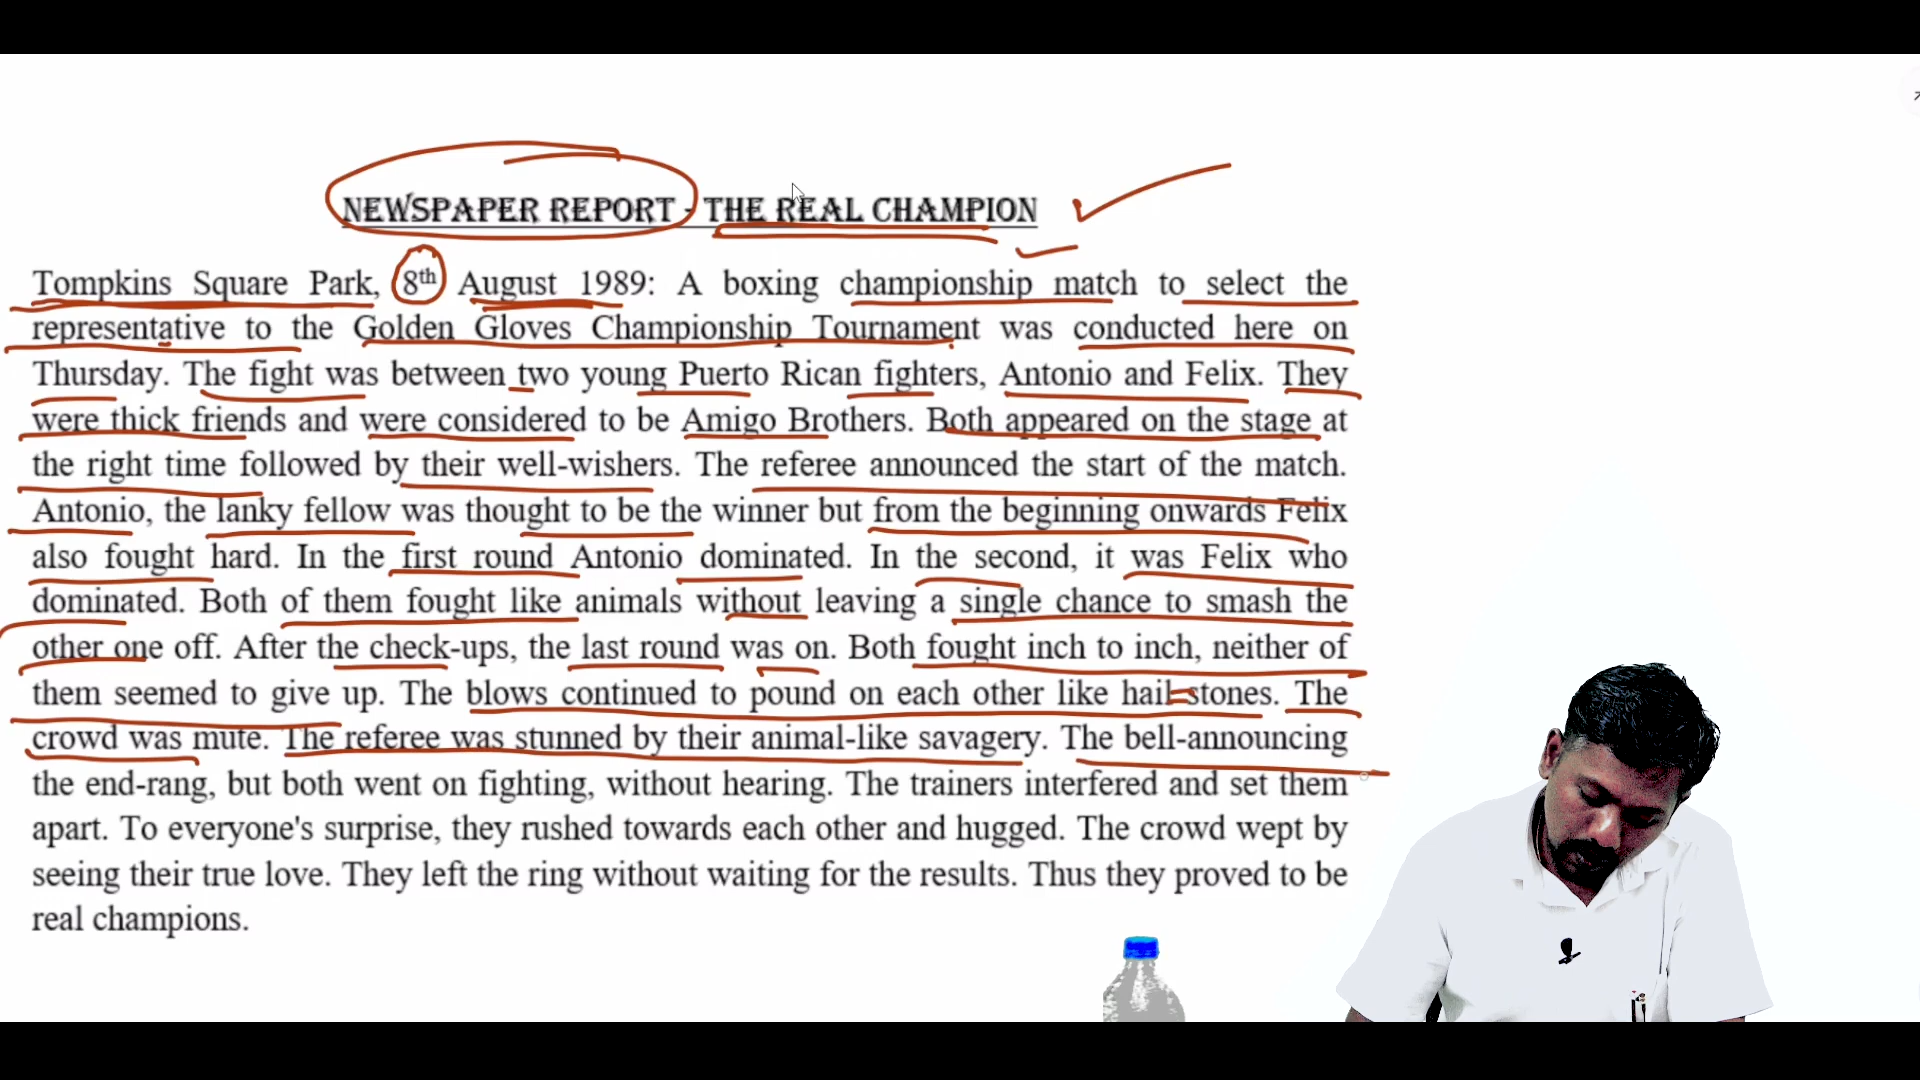 NEWSPAPER REPORT - THE REAL CHAMPION
Tompkins Square Park, 8th August 1989: A boxing championship match to select the
representative to the Golden Gloves Championship Tournament was conducted here on
Thursday. The fight was between two young Puerto Rican fighters, Antonio and Felix. They
were thick friends and were considered to be Amigo Brothers. Both appeared on the stage at
the right time followed by their well-wishers. The referee announced the start of the match.
Antonio, the lanky fellow was thought to be the winner but from the beginning onwards Felix
also fought hard. In the first round Antonio dominated. In the second, it was Felix who
dominated. Both of them fought like animals without leaving a single chance to smash the
other one off. After the check-ups, the last round was on. Both fought inch to inch, neither of
them seemed to give up. The blows continued to pound on each other like hail-stones. The
crowd was mute. The referee was stunned by their animal-like savagery. The bell-announcing
the end-rang, but both went on fighting, without hearing. The trainers interfered and set them
apart. To everyone's surprise, they rushed towards each other and hugged. The crowd wept by
seeing their true love. They left the ring without waiting for the results. Thus they proved to be
real champions.